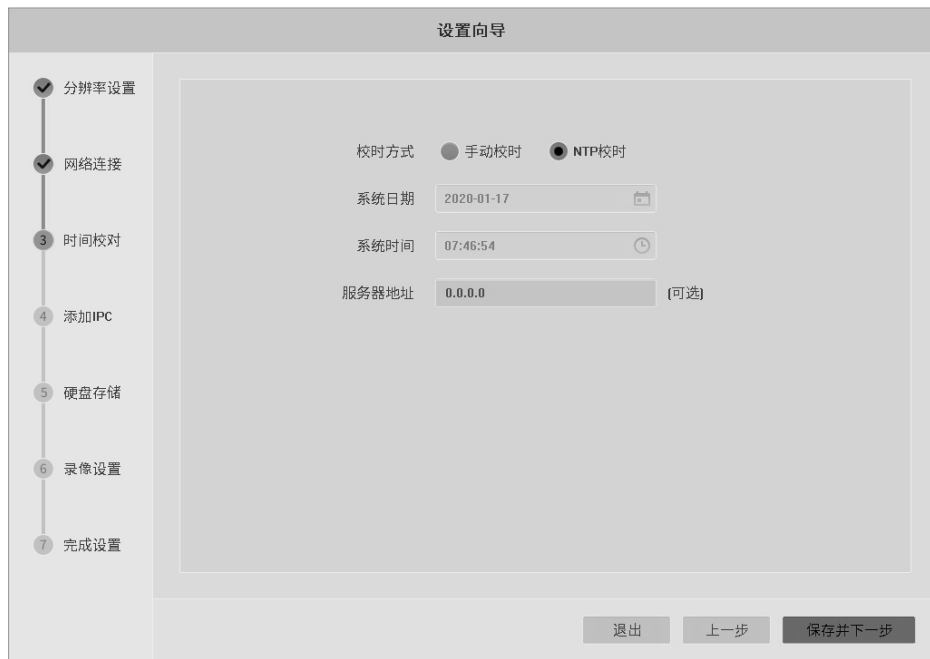 设置向导
分辨率设置
网络连接
3 时间校对
4 添加IPC
5 硬盘存储
6 录像设置
7 完成设置
校时方式 手动校时 NTP校时
系统日期 2020-01-17
系统时间 07:46:54
服务器地址 0.0.0.0 (可选)
退出 上一步 保存并下一步